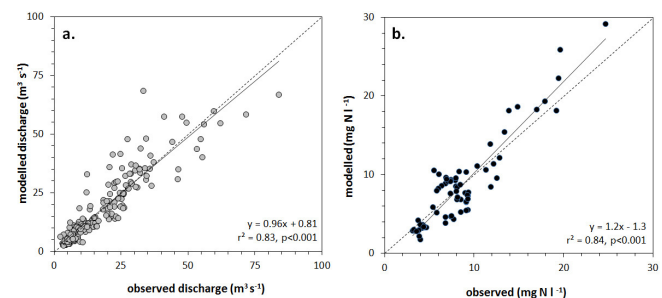 a.
modelled discharge (m³ s⁻¹)
100
75
50
25
0
0 25 50 75 100
observed discharge (m³ s⁻¹)
y = 0.96x + 0.81
r² = 0.83, p<0.001
b.
modelled (mg N l⁻¹)
30
20
10
0
0 10 20 30
observed (mg N l⁻¹)
y = 1.2x - 1.3
r² = 0.84, p<0.001